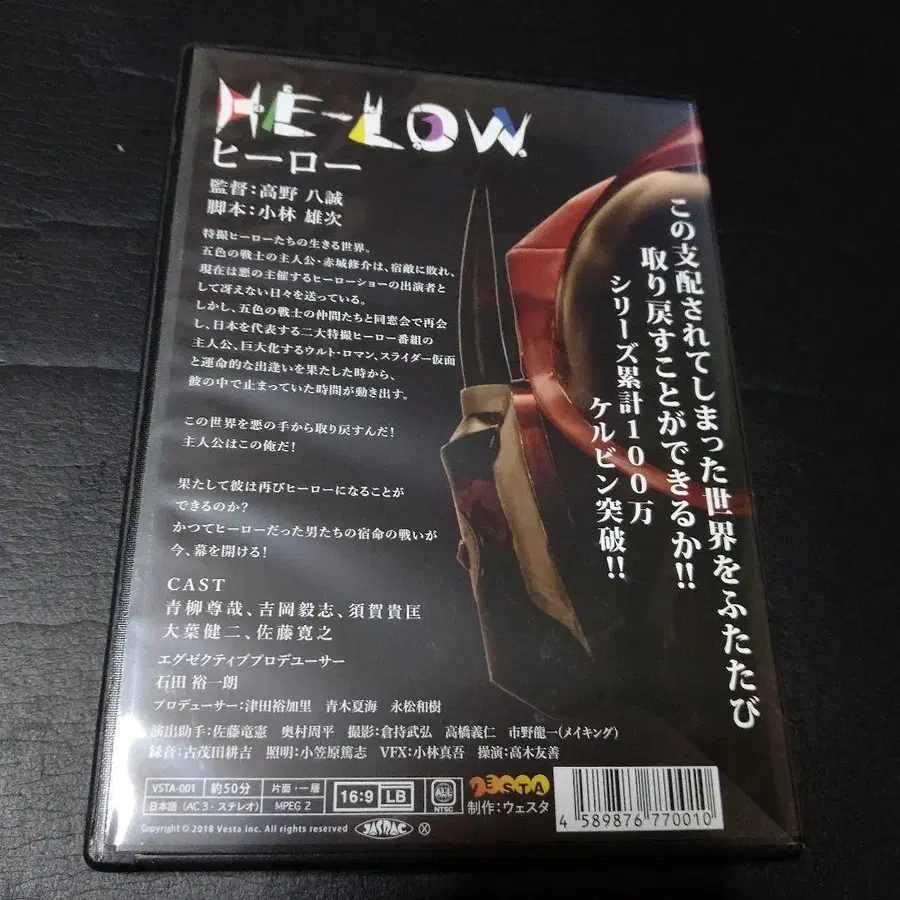 HE-LOW
ヒーロー
監督:高野 八誠
脚本:小林 雄次
特撮ヒーローたちの生きる世界。
五色の戦士の主人公・赤城修介は、宿敵に敗れ、
現在は悪の主催するヒーローショーの出演者と
して冴えない日々を送っている。
しかし、五色の戦士の仲間たちと同窓会で再会
し、日本を代表する二大特撮ヒーロー番組の
主人公、巨大化するウルト・ロマン、スライダー仮面
と運命的な出逢いを果たした時から、
彼の中で止まっていた時間が動き出す。
この世界を悪の手から取り戻すんだ!
主人公はこの俺だ!
果たして彼は再びヒーローになることが
できるのか?
かつてヒーローだった男たちの宿命の戦いが
今、幕を開ける!
この支配されてしまった世界をふたたび
取り戻すことができるか!!
シリーズ累計100万
ケルビン突破!!
CAST
青柳尊哉、吉岡毅志、須賀貴匡
大葉健二、佐藤寛之
エグゼクティブプロデューサー
石田 裕一朗
プロデューサー:津田裕加里 青木夏海 永松和樹
演出助手:佐藤竜憲 奥村周平 撮影:倉持武弘 高橋義仁 市野龍一(メイキング)
録音:古茂田耕吉 照明:小笠原篤志 VFX:小林真吾 操演:高木友善
VSTA-001 約50分 片面・一層
日本語(AC3・ステレオ) MPEG 2
16:9 LB
ALL
NTSC
VESTA
制作:ウェスタ
4 589876 770010
Copyright © 2018 Vesta Inc. All rights reserved
JASRAC
X